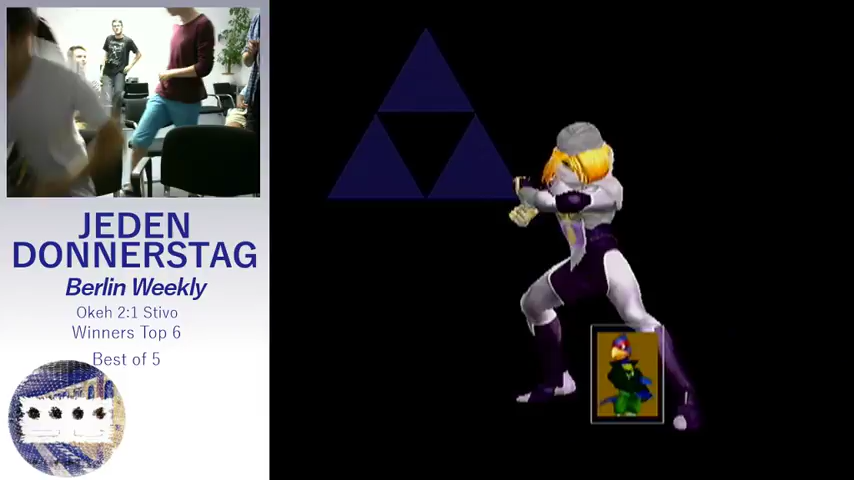 JEDEN
DONNERSTAG
Berlin Weekly
Okeh 2:1 Stivo
Winners Top 6
Best of 5